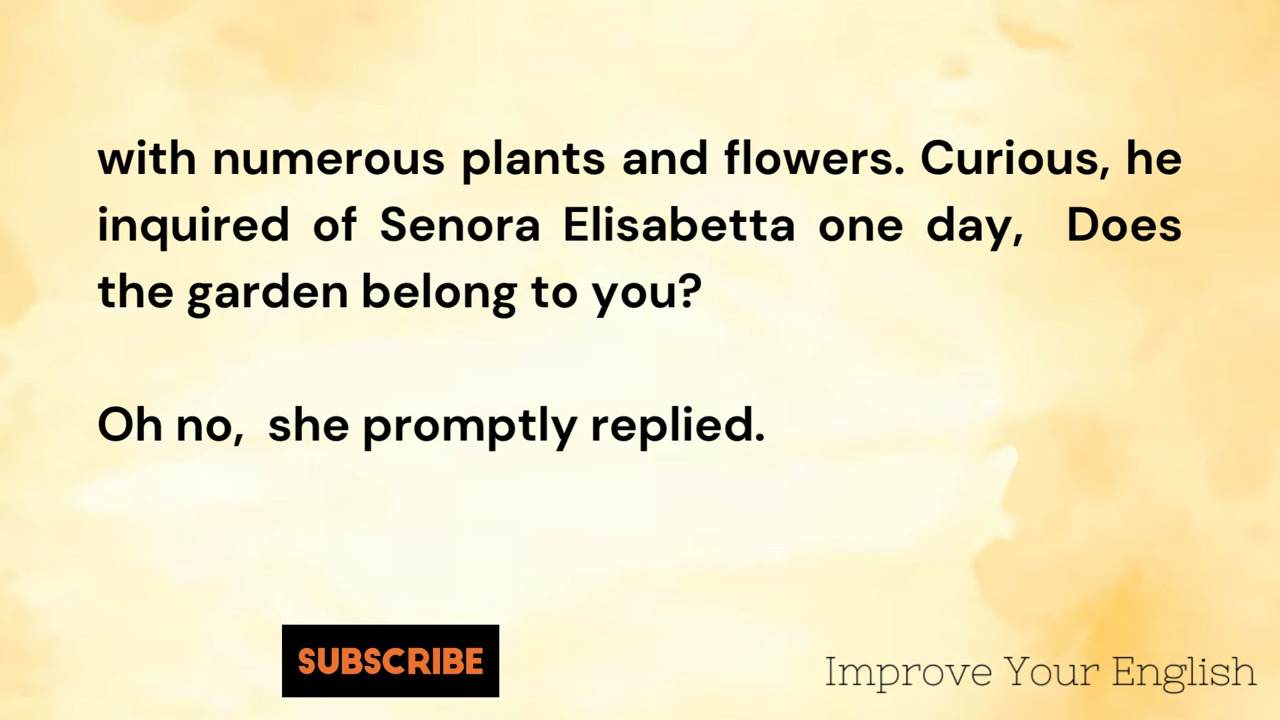 with numerous plants and flowers. Curious, he
inquired of Senora Elisabetta one day,  Does
the garden belong to you?
Oh no,  she promptly replied.
SUBSCRIBE
Improve Your English